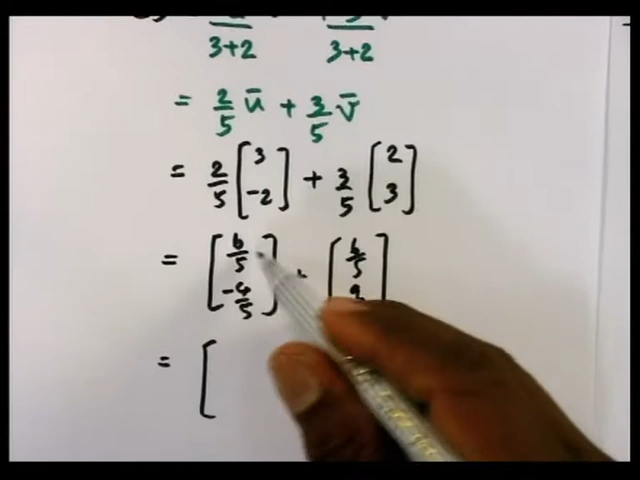 3+2 3+2
= 2/5 u̅ + 3/5 v̅
= 2/5 [3 -2] + 3/5 [2 3]
= [6/5 -4/5] + [6/5 9
= [